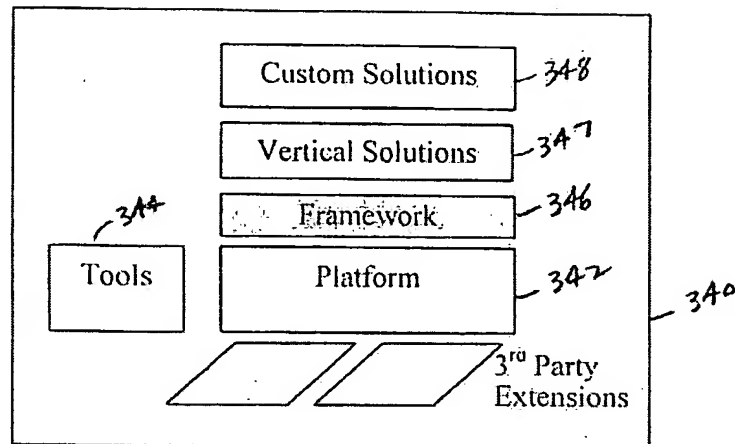 Custom Solutions
348
Vertical Solutions
347
Framework
346
344
Tools
Platform
342
340
3rd Party
Extensions